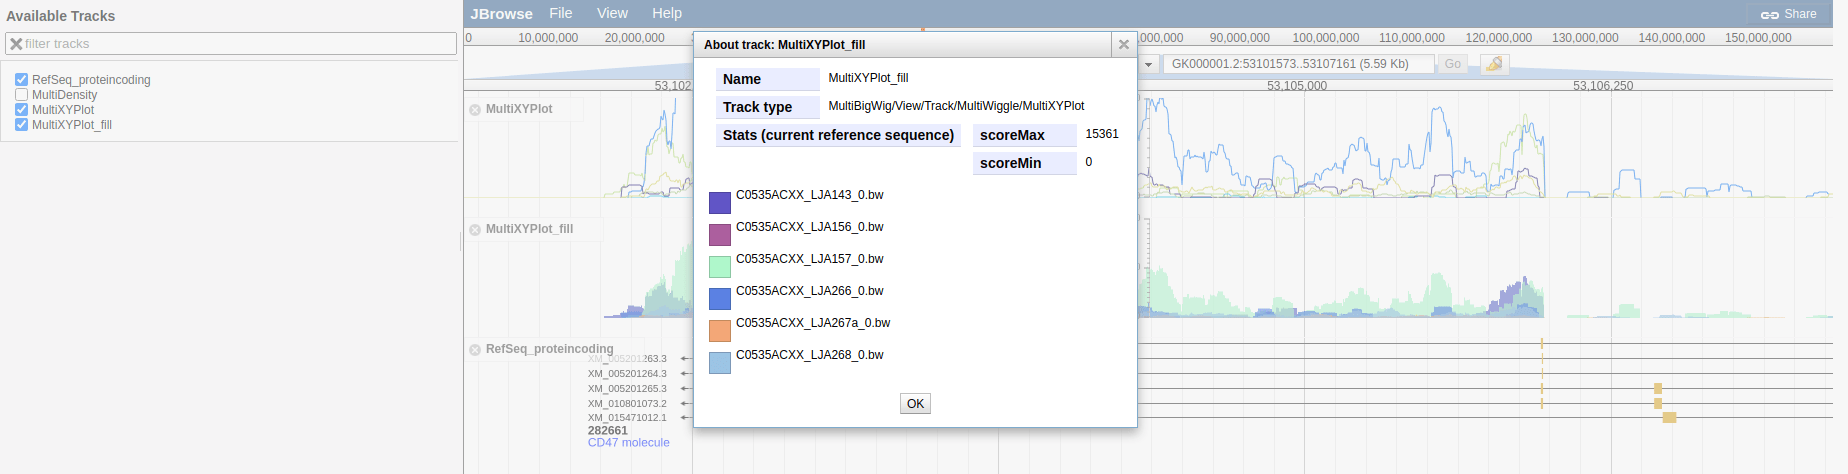 Available Tracks
filter tracks
RefSeq_proteincoding
MultiDensity
MultiXYPlot
MultiXYPlot_fill
JBrowse File View Help Share
0 10,000,000 20,000,000 90,000,000 100,000,000 110,000,000 120,000,000 130,000,000 140,000,000 150,000,000
GK000001.2:53101573..53107161 (5.59 Kb) Go
53,102 53,105,000 53,106,250
MultiXYPlot
MultiXYPlot_fill
RefSeq_proteincoding
XM_005201263.3
XM_005201264.3
XM_005201265.3
XM_010801073.2
XM_015471012.1
282661
CD47 molecule
About track: MultiXYPlot_fill
Name MultiXYPlot_fill
Track type MultiBigWig/View/Track/MultiWiggle/MultiXYPlot
Stats (current reference sequence) scoreMax 15361
scoreMin 0
C0535ACXX_LJA143_0.bw
C0535ACXX_LJA156_0.bw
C0535ACXX_LJA157_0.bw
C0535ACXX_LJA266_0.bw
C0535ACXX_LJA267a_0.bw
C0535ACXX_LJA268_0.bw
OK